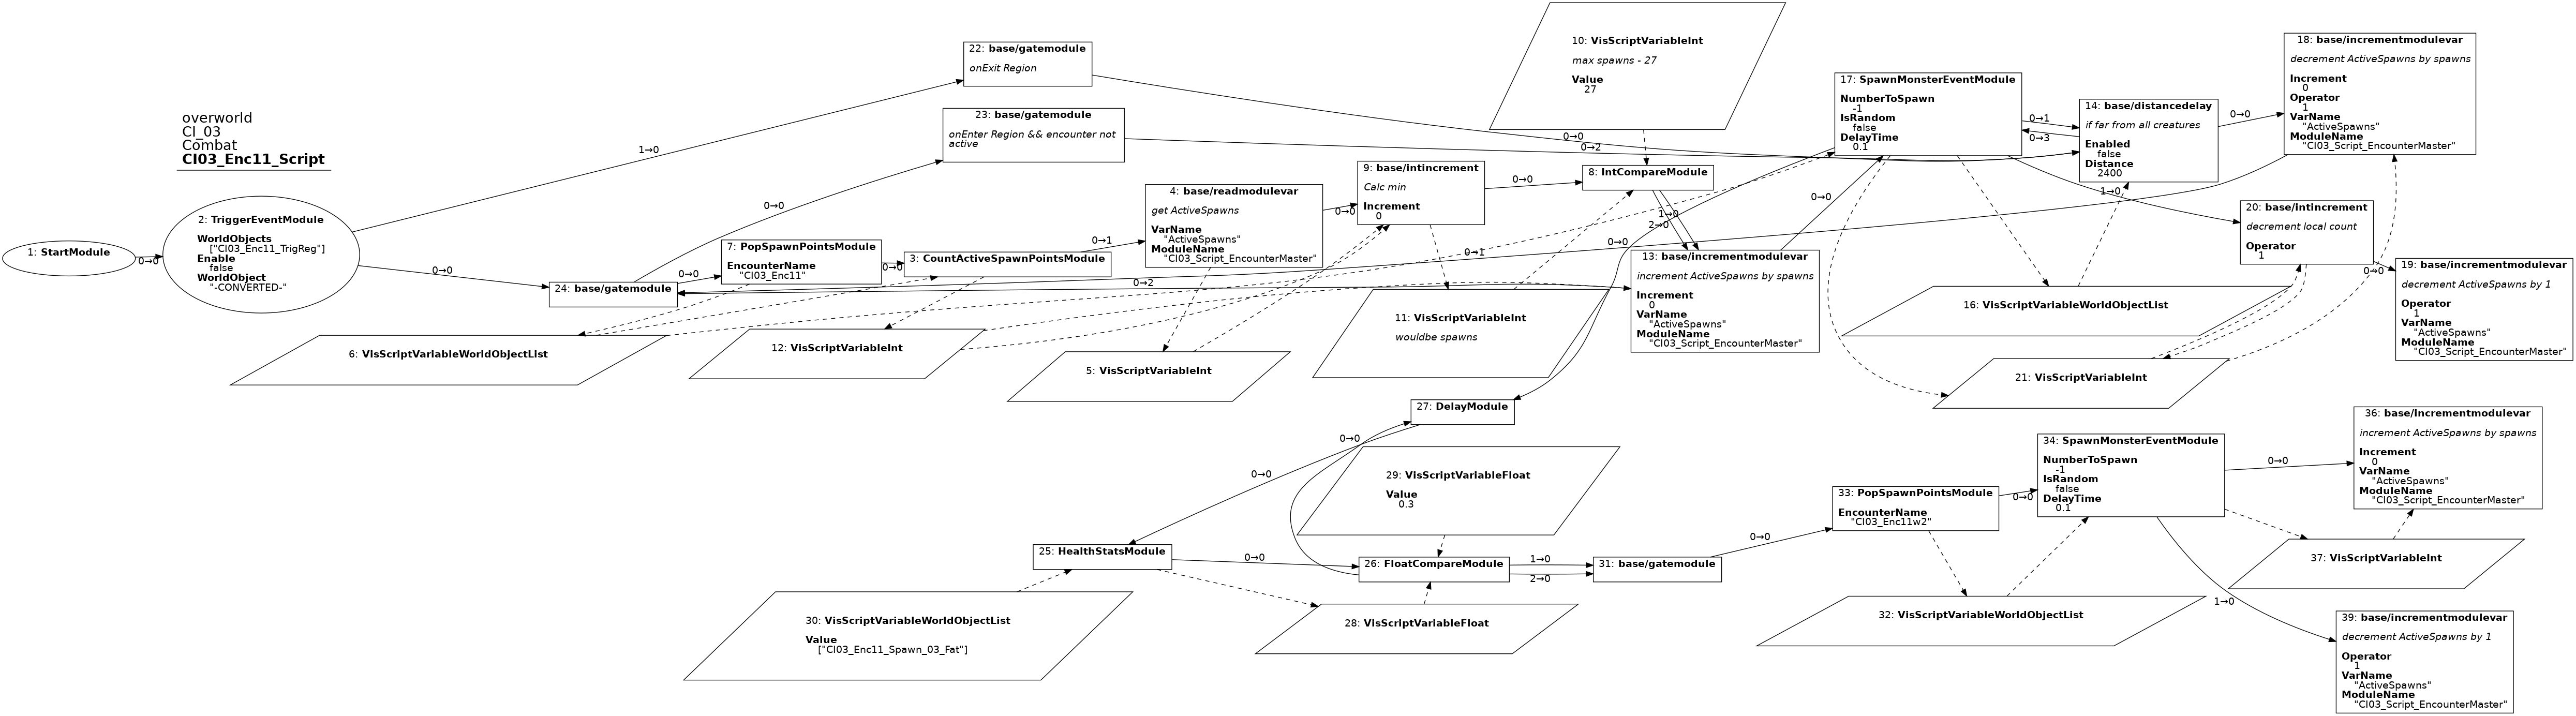 overworld
CI_03
Combat
CI03_Enc11_Script
1: StartModule
0→0
2: TriggerEventModule
WorldObjects
["CI03_Enc11_TrigReg"]
Enable
false
WorldObject
"-CONVERTED-"
1→0
0→0
22: base/gatemodule
onExit Region
23: base/gatemodule
onEnter Region && encounter not
active
0→0
24: base/gatemodule
0→0
7: PopSpawnPointsModule
EncounterName
"CI03_Enc11"
0→0
3: CountActiveSpawnPointsModule
0→1
4: base/readmodulevar
get ActiveSpawns
VarName
"ActiveSpawns"
ModuleName
"CI03_Script_EncounterMaster"
0→0
9: base/intincrement
Calc min
Increment
0
0→0
10: VisScriptVariableInt
max spawns - 27
Value
27
0→0
0→2
8: IntCompareModule
1→0
2→0
0→0
0→1
0→2
13: base/incrementmodulevar
increment ActiveSpawns by spawns
Increment
0
VarName
"ActiveSpawns"
ModuleName
"CI03_Script_EncounterMaster"
0→0
17: SpawnMonsterEventModule
NumberToSpawn
-1
IsRandom
false
DelayTime
0.1
0→1
0→3
1→0
14: base/distancedelay
if far from all creatures
Enabled
false
Distance
2400
0→0
18: base/incrementmodulevar
decrement ActiveSpawns by spawns
Increment
0
Operator
1
VarName
"ActiveSpawns"
ModuleName
"CI03_Script_EncounterMaster"
20: base/intincrement
decrement local count
Operator
1
0→0
19: base/incrementmodulevar
decrement ActiveSpawns by 1
Operator
1
VarName
"ActiveSpawns"
ModuleName
"CI03_Script_EncounterMaster"
16: VisScriptVariableWorldObjectList
21: VisScriptVariableInt
6: VisScriptVariableWorldObjectList
12: VisScriptVariableInt
5: VisScriptVariableInt
11: VisScriptVariableInt
wouldbe spawns
27: DelayModule
0→0
0→0
29: VisScriptVariableFloat
Value
0.3
25: HealthStatsModule
0→0
26: FloatCompareModule
1→0
2→0
31: base/gatemodule
0→0
30: VisScriptVariableWorldObjectList
Value
["CI03_Enc11_Spawn_03_Fat"]
28: VisScriptVariableFloat
33: PopSpawnPointsModule
EncounterName
"CI03_Enc11w2"
0→0
34: SpawnMonsterEventModule
NumberToSpawn
-1
IsRandom
false
DelayTime
0.1
0→0
1→0
36: base/incrementmodulevar
increment ActiveSpawns by spawns
Increment
0
VarName
"ActiveSpawns"
ModuleName
"CI03_Script_EncounterMaster"
37: VisScriptVariableInt
32: VisScriptVariableWorldObjectList
39: base/incrementmodulevar
decrement ActiveSpawns by 1
Operator
1
VarName
"ActiveSpawns"
ModuleName
"CI03_Script_EncounterMaster"